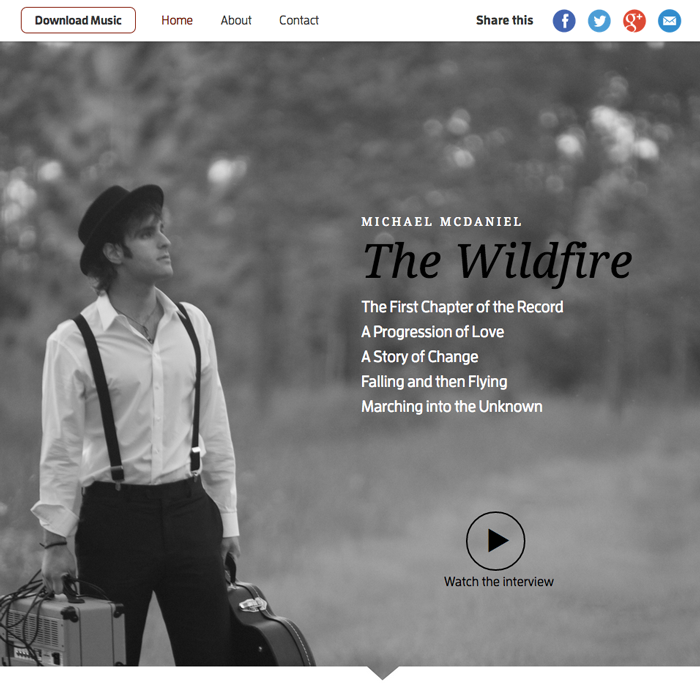 Download Music
Home
About
Contact
Share this
f
g+
MICHAEL MCDANIEL
The Wildfire
The First Chapter of the Record
A Progression of Love
A Story of Change
Falling and then Flying
Marching into the Unknown
Watch the interview